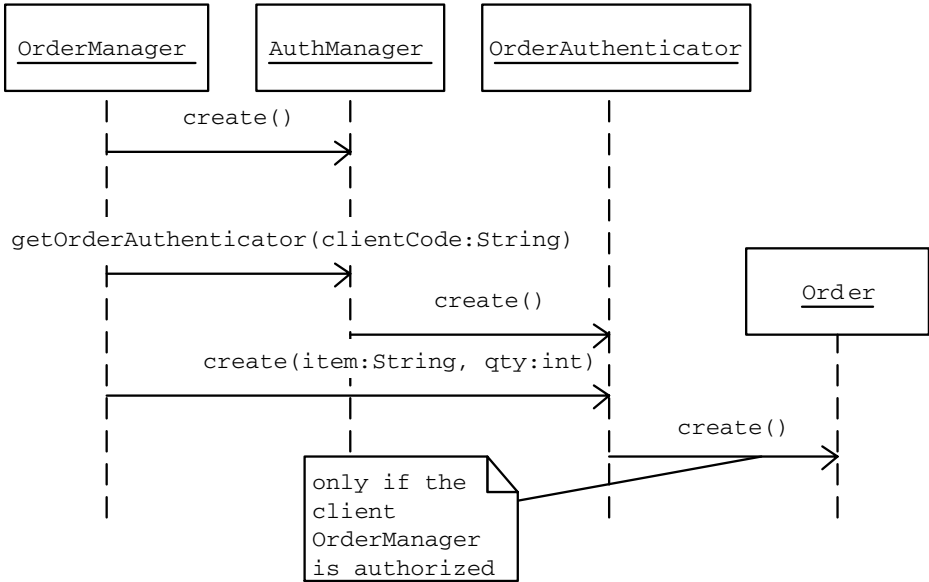 OrderManager
AuthManager
OrderAuthenticator
create()
getOrderAuthenticator(clientCode:String)
Order
create()
create(item:String, qty:int)
create()
only if the
client
OrderManager
is authorized